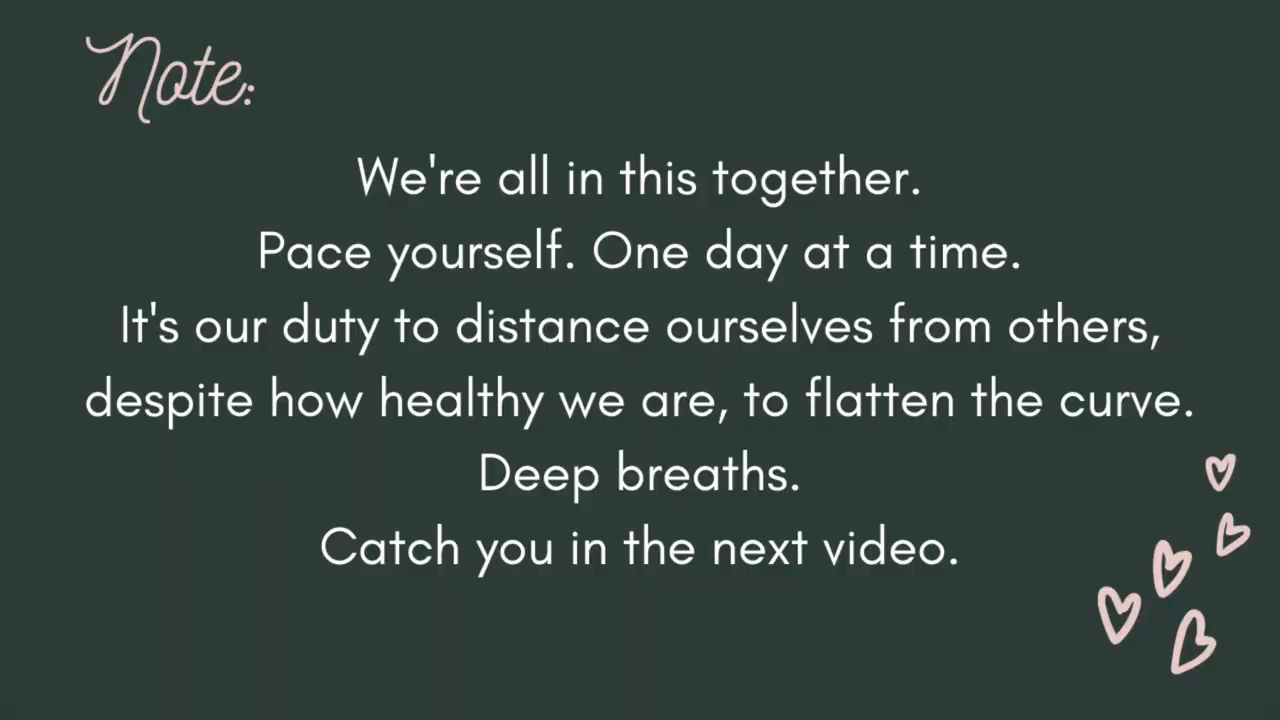 Note:
We're all in this together.
Pace yourself. One day at a time.
It's our duty to distance ourselves from others,
despite how healthy we are, to flatten the curve.
Deep breaths.
Catch you in the next video.